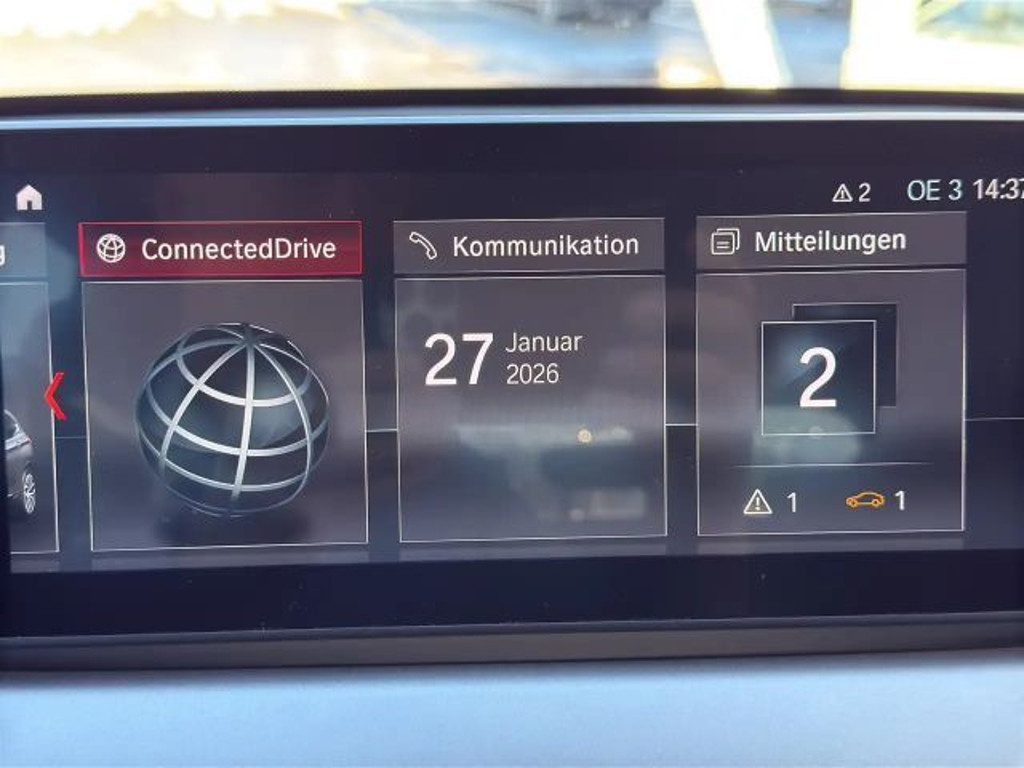 2 OE 3 14:37
g
ConnectedDrive
Kommunikation
Mitteilungen
27 Januar
2026
2
1 1